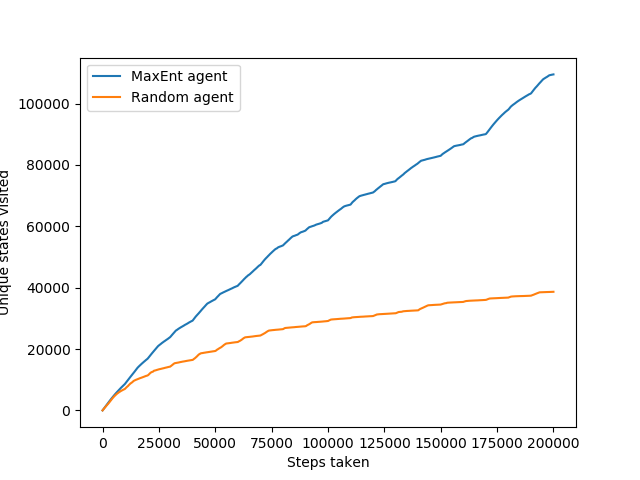 MaxEnt agent
Random agent
100000
80000
60000
40000
20000
0
Unique states visited
0 25000 50000 75000 100000 125000 150000 175000 200000
Steps taken